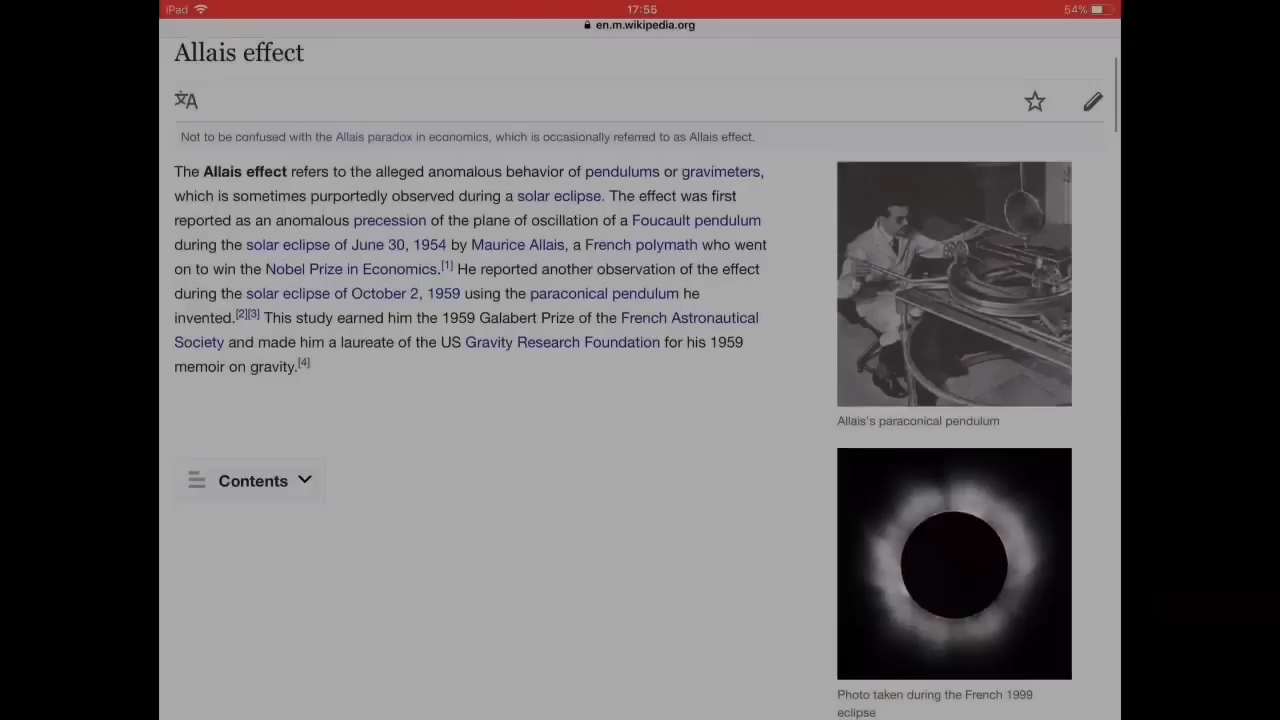 iPad 17:55 54%
en.m.wikipedia.org
Allais effect
Not to be confused with the Allais paradox in economics, which is occasionally referred to as Allais effect.
The Allais effect refers to the alleged anomalous behavior of pendulums or gravimeters,
which is sometimes purportedly observed during a solar eclipse. The effect was first
reported as an anomalous precession of the plane of oscillation of a Foucault pendulum
during the solar eclipse of June 30, 1954 by Maurice Allais, a French polymath who went
on to win the Nobel Prize in Economics.[1] He reported another observation of the effect
during the solar eclipse of October 2, 1959 using the paraconical pendulum he
invented.[2][3] This study earned him the 1959 Galabert Prize of the French Astronautical
Society and made him a laureate of the US Gravity Research Foundation for his 1959
memoir on gravity.[4]
Contents
Allais's paraconical pendulum
Photo taken during the French 1999
eclipse